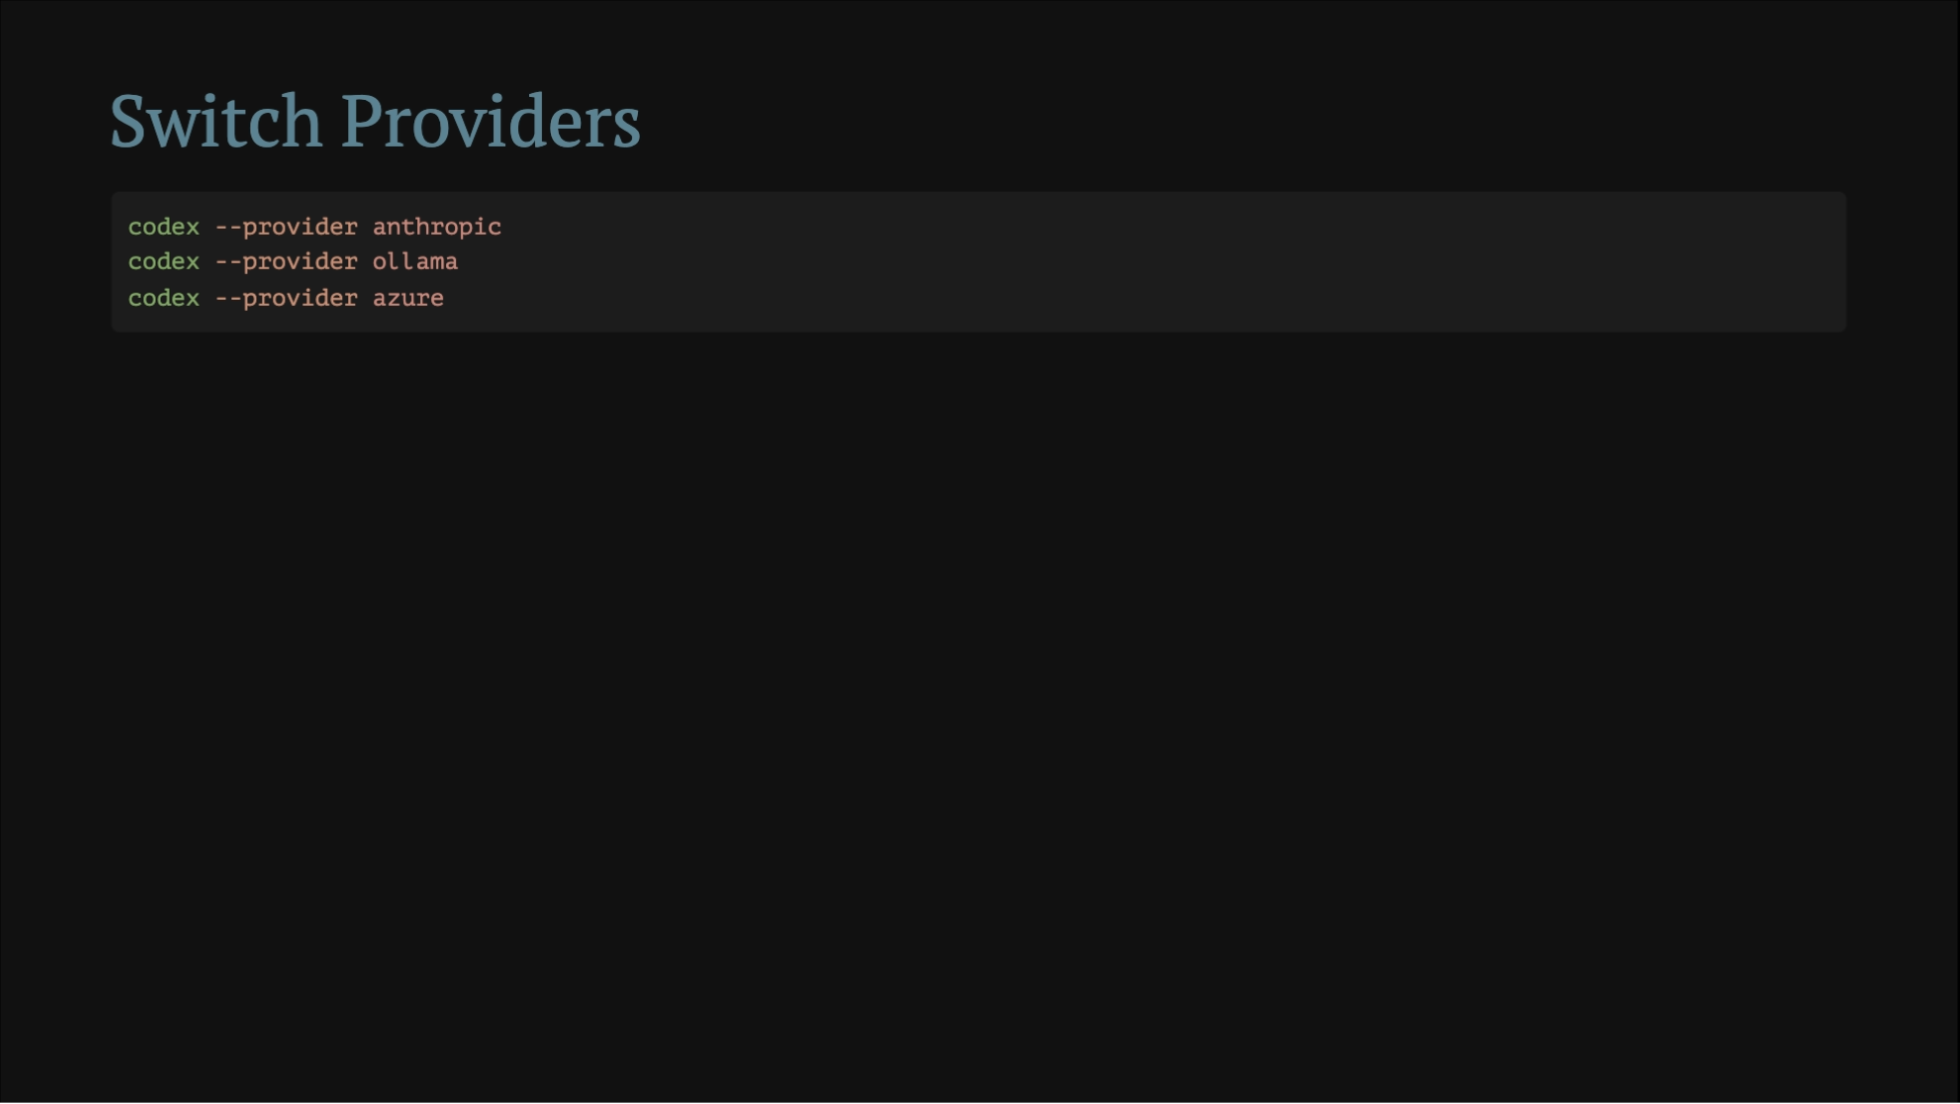 Switch Providers
codex --provider anthropic
codex --provider ollama
codex --provider azure